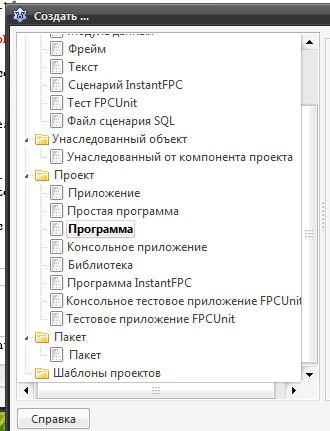 Создать ...
Модуль данных
Фрейм
Текст
Сценарий InstantFPC
Тест FPCUnit
Файл сценария SQL
Унаследованный объект
Унаследованный от компонента проекта
Проект
Приложение
Простая программа
Программа
Консольное приложение
Библиотека
Программа InstantFPC
Консольное тестовое приложение FPCUnit
Тестовое приложение FPCUnit
Пакет
Пакет
Шаблоны проектов
Справка